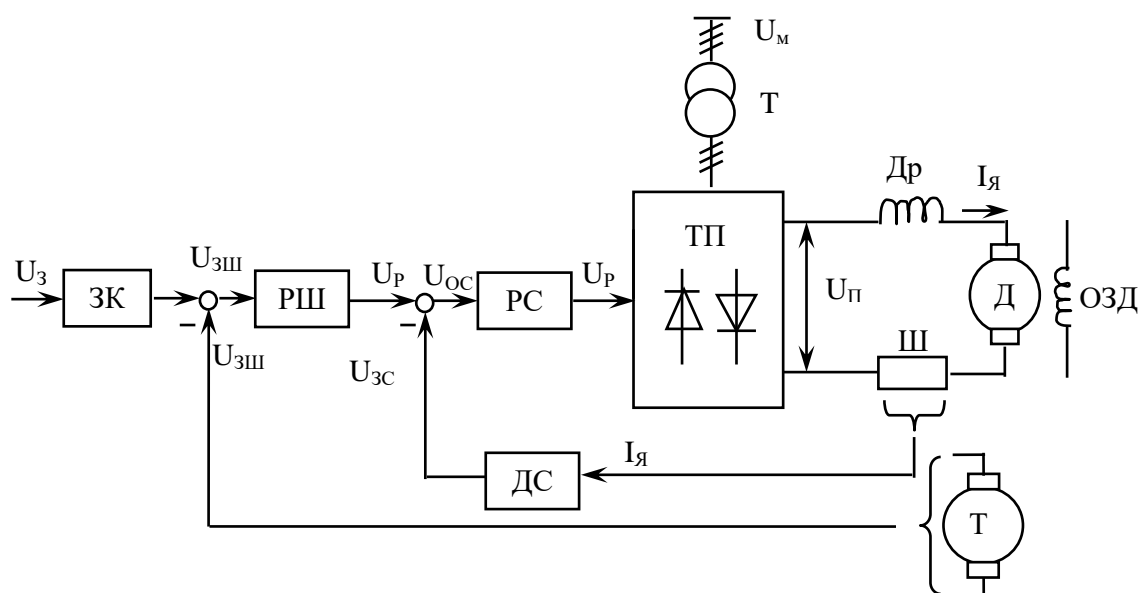 Uм
Т
Др
Iя
ТП
UЗ
ЗК
UЗШ
РШ
UР
UОС
РС
UР
UП
Д
ОЗД
Ш
UЗШ
UЗС
Iя
ДС
Т